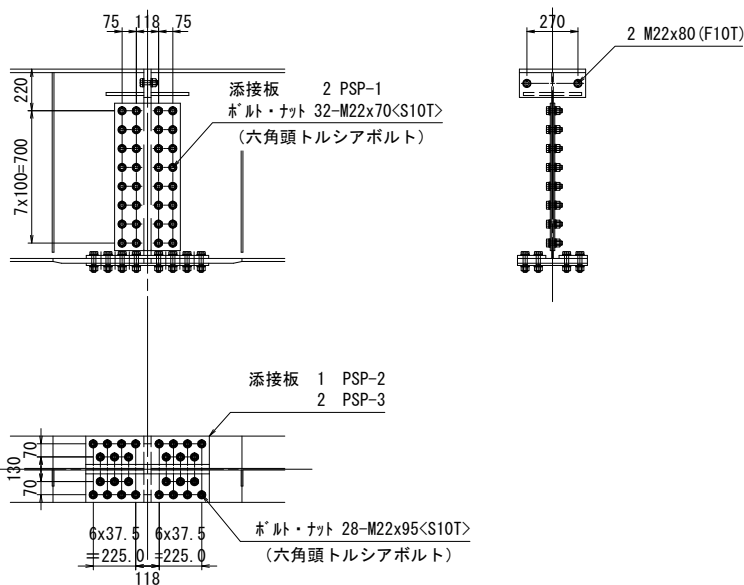 75 118 75
270
2 M22x80(F10T)
220
添接板 2 PSP-1
ボルト・ナット 32-M22x70<S10T>
(六角頭トルシアボルト)
7x100=700
添接板 1 PSP-2
2 PSP-3
70
130
70
6x37.5 6x37.5
=225.0 =225.0
118
ボルト・ナット 28-M22x95<S10T>
(六角頭トルシアボルト)